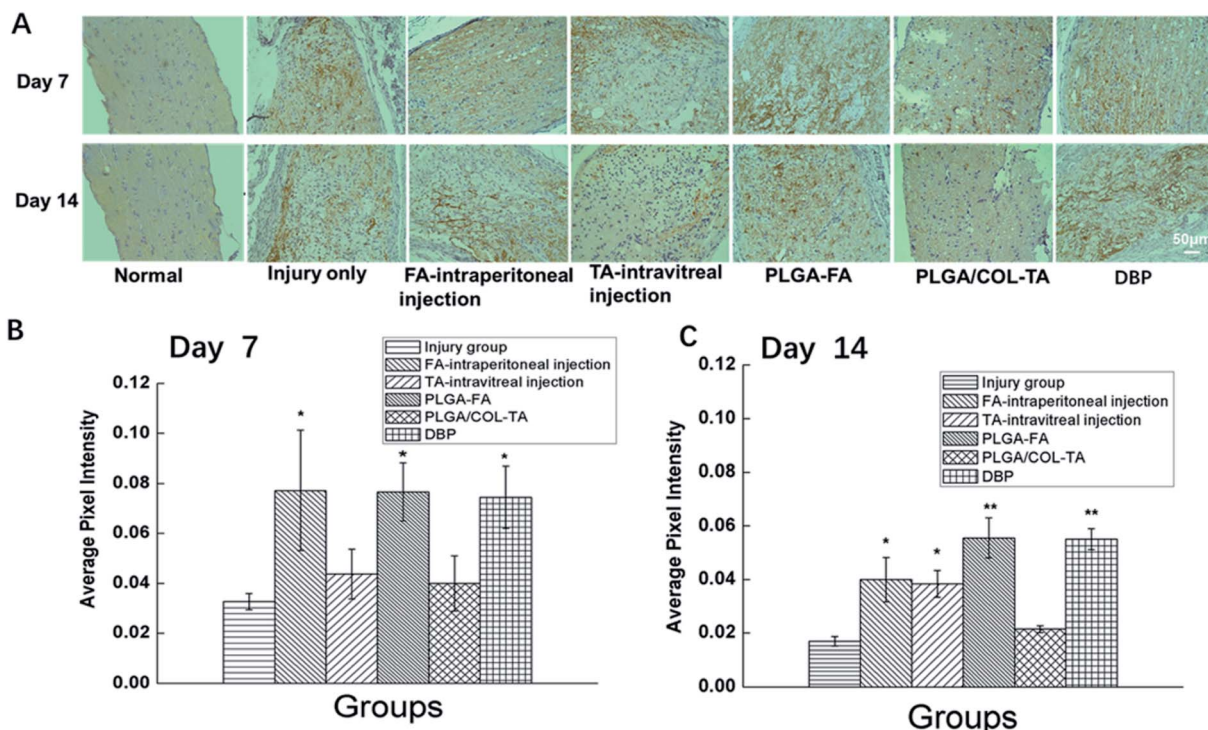 A
Day 7
Day 14
50μm
Normal
Injury only
FA-intraperitoneal
injection
TA-intravitreal
injection
PLGA-FA
PLGA/COL-TA
DBP
B
Day 7
Injury group
FA-intraperitoneal injection
TA-intravitreal injection
PLGA-FA
PLGA/COL-TA
DBP
Average Pixel Intensity
0.12
0.10
0.08
0.06
0.04
0.02
0.00
*
*
*
Groups
C
Day 14
Injury group
FA-intraperitoneal injection
TA-intravitreal injection
PLGA-FA
PLGA/COL-TA
DBP
Average Pixel Intensity
0.12
0.10
0.08
0.06
0.04
0.02
0.00
*
*
**
**
Groups